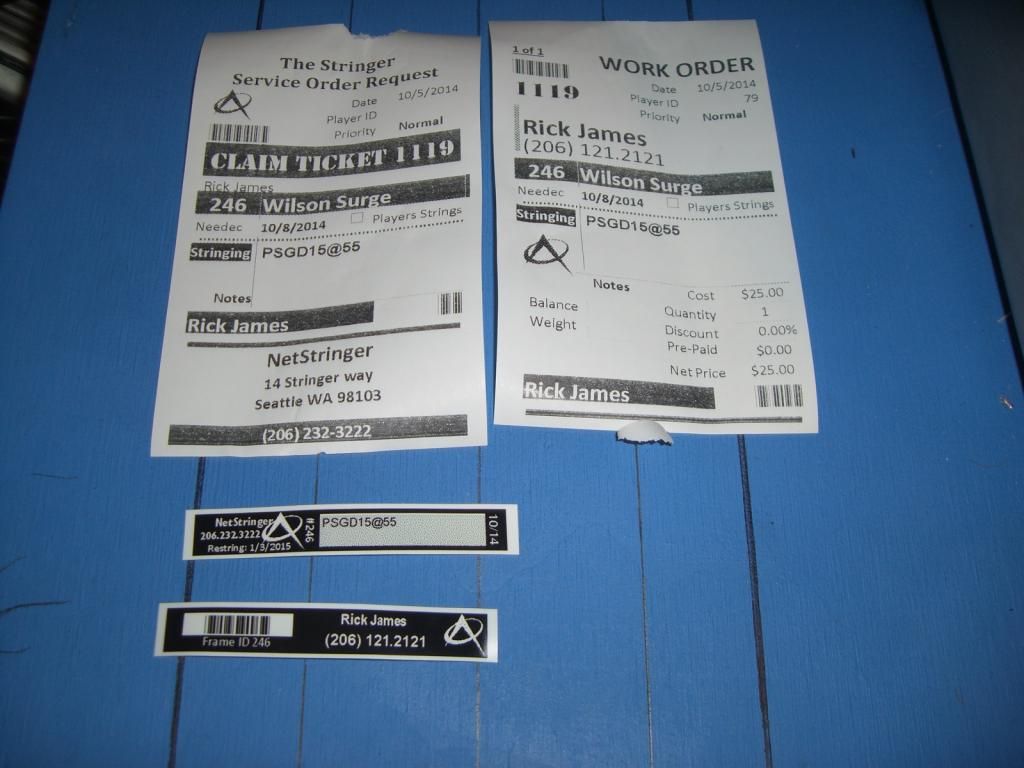 The Stringer
Service Order Request
Date 10/5/2014
Player ID
Priority Normal
CLAIM TICKET 1119
Rick James
246 Wilson Surge
Needec 10/8/2014 Players Strings
Stringing PSGD15@55
Notes
Rick James
NetStringer
14 Stringer way
Seattle WA 98103
(206) 232-3222
1 of 1
WORK ORDER
1119
Date 10/5/2014
Player ID 79
Priority Normal
Rick James
(206) 121.2121
246 Wilson Surge
Needec 10/8/2014 Players Strings
Stringing PSGD15@55
Notes
Cost $25.00
Balance Quantity 1
Weight Discount 0.00%
Pre-Paid $0.00
Net Price $25.00
Rick James
NetStringer
206.232.3222
Restring: 1/3/2015
#246
PSGD15@55
10/14
Frame ID 246
Rick James
(206) 121.2121